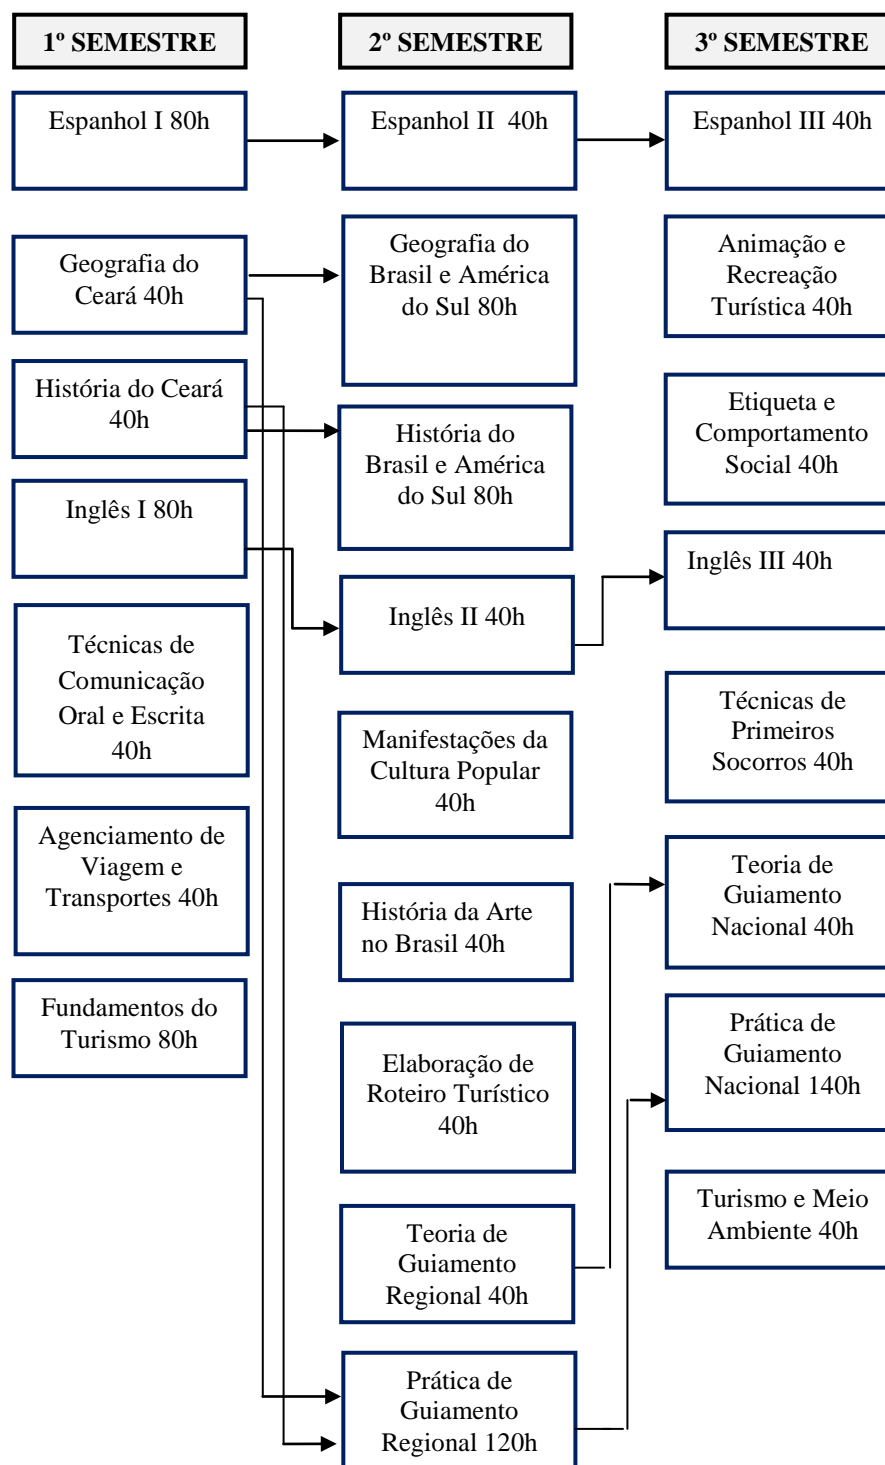 1º SEMESTRE
2º SEMESTRE
3º SEMESTRE
Espanhol I 80h
Geografia do
Ceará 40h
História do Ceará
40h
Inglês I 80h
Técnicas de
Comunicação
Oral e Escrita
40h
Agenciamento de
Viagem e
Transportes 40h
Fundamentos do
Turismo 80h
Espanhol II 40h
Geografia do
Brasil e América
do Sul 80h
História do
Brasil e América
do Sul 80h
Inglês II 40h
Manifestações da
Cultura Popular
40h
História da Arte
no Brasil 40h
Elaboração de
Roteiro Turístico
40h
Teoria de
Guiamento
Regional 40h
Prática de
Guiamento
Regional 120h
Espanhol III 40h
Animação e
Recreação
Turística 40h
Etiqueta e
Comportamento
Social 40h
Inglês III 40h
Técnicas de
Primeiros
Socorros 40h
Teoria de
Guiamento
Nacional 40h
Prática de
Guiamento
Nacional 140h
Turismo e Meio
Ambiente 40h